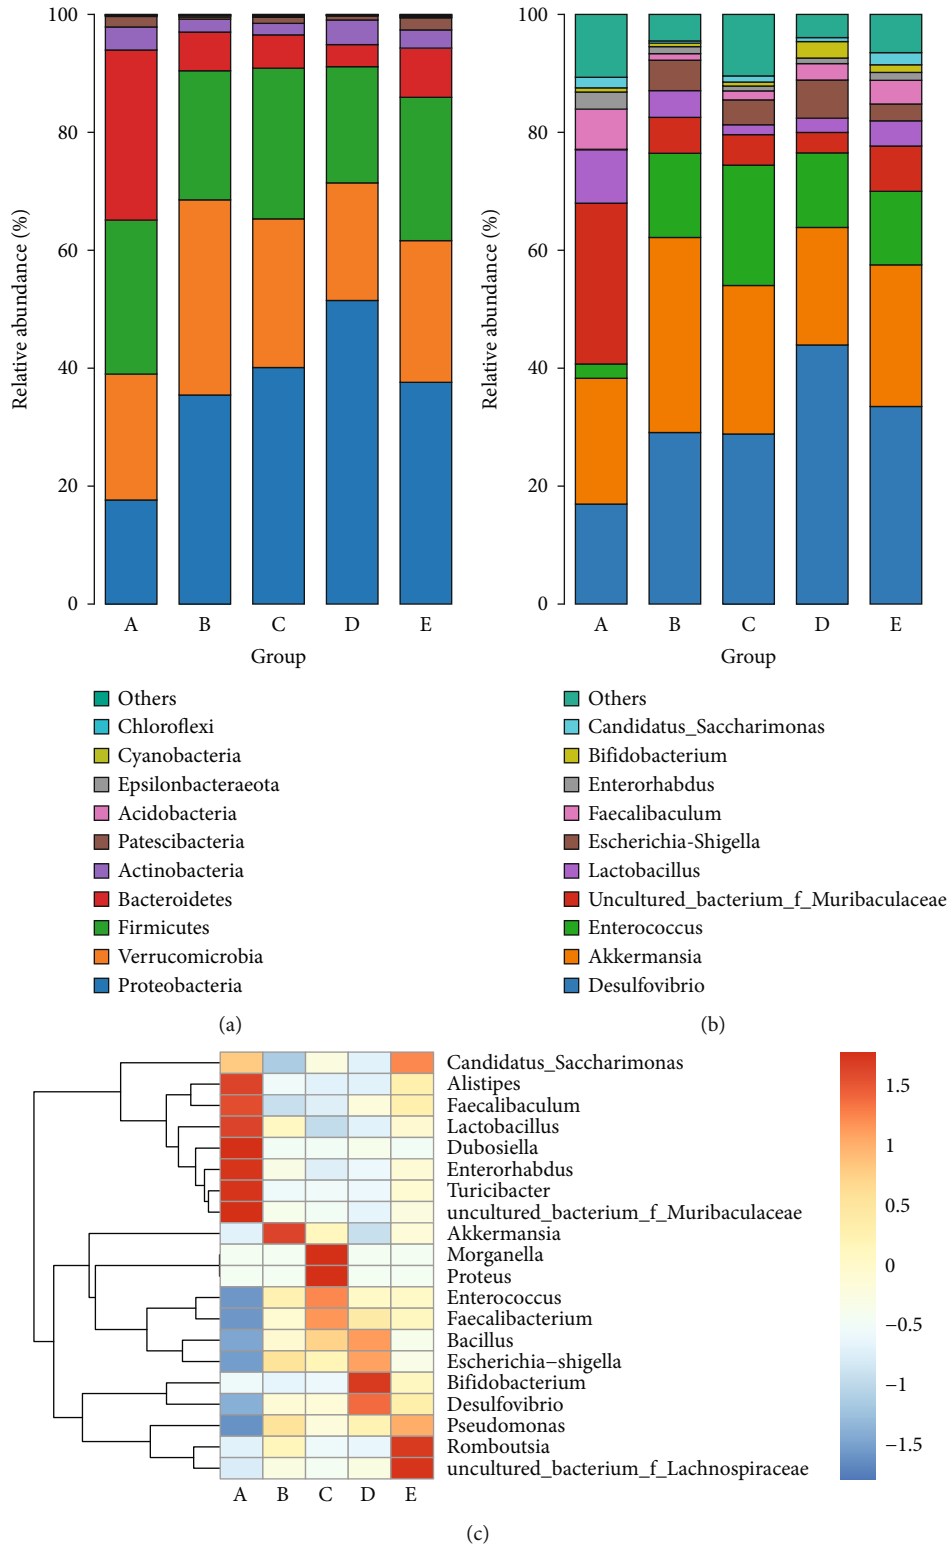 100
80
60
40
20
0
Relative abundance (%)
A B C D E
Group
Others
Chloroflexi
Cyanobacteria
Epsilonbacteraeota
Acidobacteria
Patescibacteria
Actinobacteria
Bacteroidetes
Firmicutes
Verrucomicrobia
Proteobacteria
(a)
100
80
60
40
20
0
Relative abundance (%)
A B C D E
Group
Others
Candidatus_Saccharimonas
Bifidobacterium
Enterorhabdus
Faecalibaculum
Escherichia-Shigella
Lactobacillus
Uncultured_bacterium_f_Muribaculaceae
Enterococcus
Akkermansia
Desulfovibrio
(b)
Candidatus_Saccharimonas
Alistipes
Faecalibaculum
Lactobacillus
Dubosiella
Enterorhabdus
Turicibacter
uncultured_bacterium_f_Muribaculaceae
Akkermansia
Morganella
Proteus
Enterococcus
Faecalibacterium
Bacillus
Escherichia−shigella
Bifidobacterium
Desulfovibrio
Pseudomonas
Romboutsia
uncultured_bacterium_f_Lachnospiraceae
A B C D E
1.5
1
0.5
0
−0.5
−1
−1.5
(c)